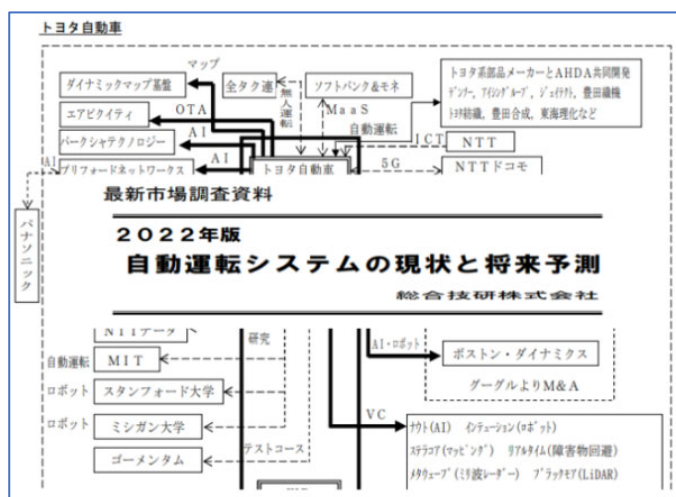 トヨタ自動車
マップ
ダイナミックマップ基盤
全タク連
無人運転
ソフトバンク&モネ
トヨタ系部品メーカーとAHDA共同開発
デンソー, アイシングループ, ジェイテクト, 豊田織機
トヨタ紡織, 豊田合成, 東海理化など
エアビクイティ
OTA
MaaS
自動運転
パークシャテクノロジー
AI
ICT
NTT
AI
プリフォードネットワークス
AI
トヨタ自動車
5G
NTTドコモ
パナソニック
最新市場調査資料
2022年版
自動運転システムの現状と将来予測
総合技研株式会社
NTTデータ
研究
自動運転
MIT
AI・ロボット
ボストン・ダイナミクス
ロボット
スタンフォード大学
グーグルよりM&A
ロボット
ミシガン大学
VC
ナウト(AI) インテューション(ロボット)
テストコース
ゴーメンタム
ステラコア(マッピング) リアルタイム(障害物回避)
メタウェーブ(ミリ波レーダー) ブラックモア(LiDAR)